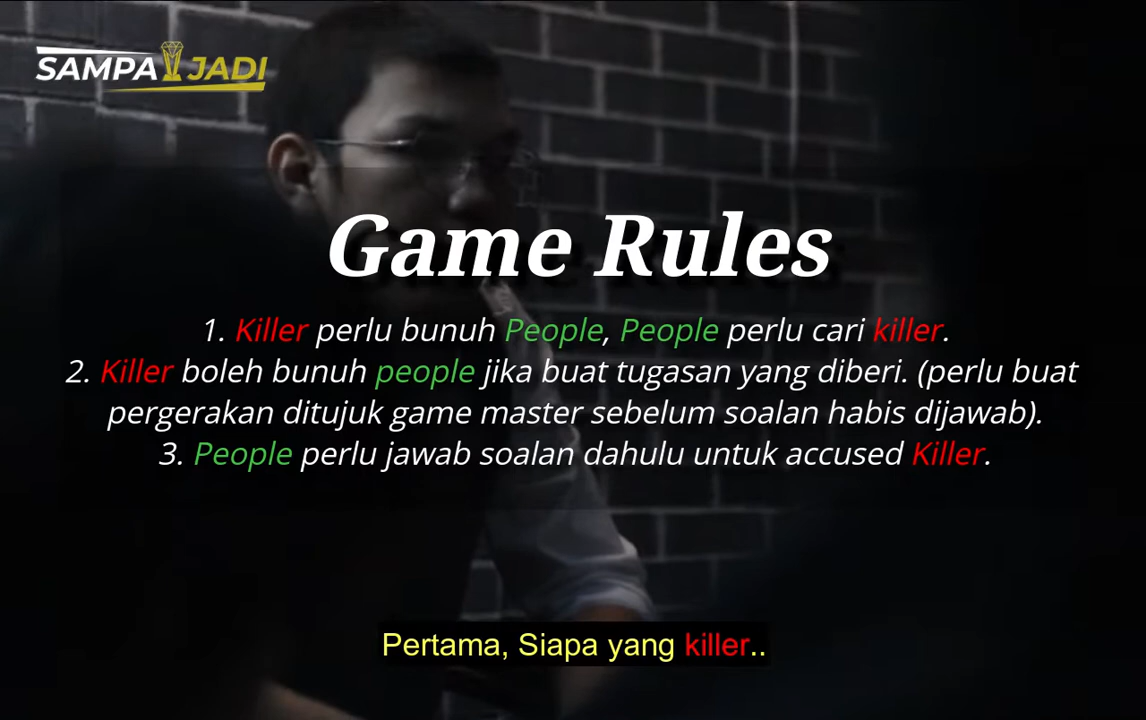 SAMPA JADI
Game Rules
1. Killer perlu bunuh People, People perlu cari killer.
2. Killer boleh bunuh people jika buat tugasan yang diberi. (perlu buat
pergerakan ditujuk game master sebelum soalan habis dijawab).
3. People perlu jawab soalan dahulu untuk accused Killer.
Pertama, Siapa yang killer..